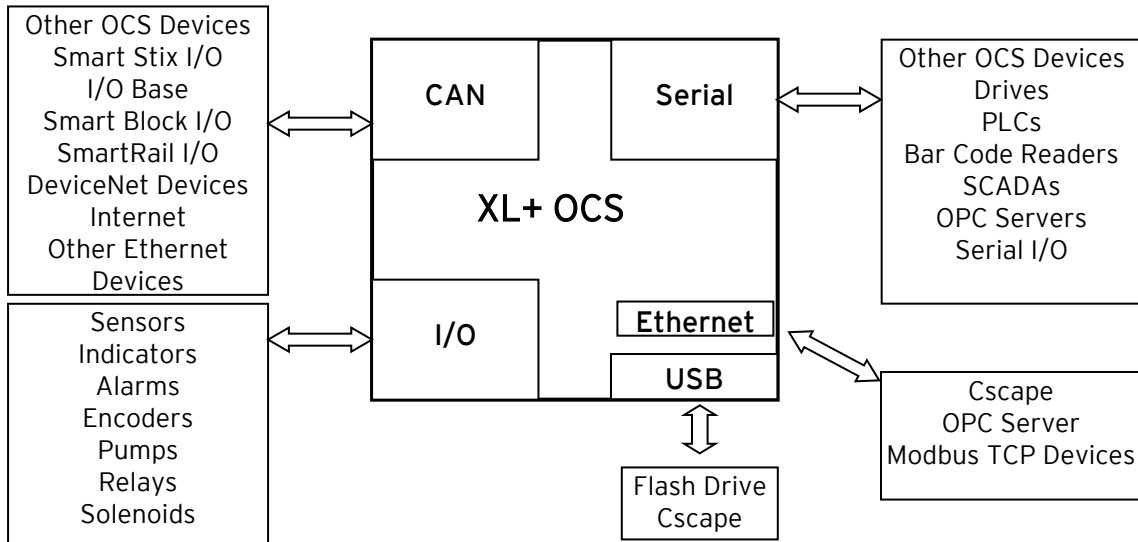 Other OCS Devices
Smart Stix I/O
I/O Base
Smart Block I/O
SmartRail I/O
DeviceNet Devices
Internet
Other Ethernet
Devices
Sensors
Indicators
Alarms
Encoders
Pumps
Relays
Solenoids
CAN
Serial
XL+ OCS
I/O
Ethernet
USB
Flash Drive
Cscape
Other OCS Devices
Drives
PLCs
Bar Code Readers
SCADAs
OPC Servers
Serial I/O
Cscape
OPC Server
Modbus TCP Devices